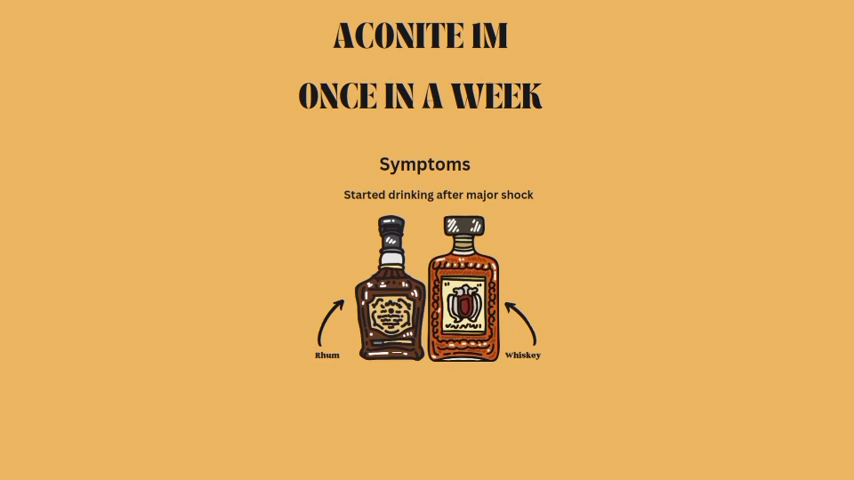 ACONITE 1M
ONCE IN A WEEK
Symptoms
Started drinking after major shock
Rhum
Whiskey